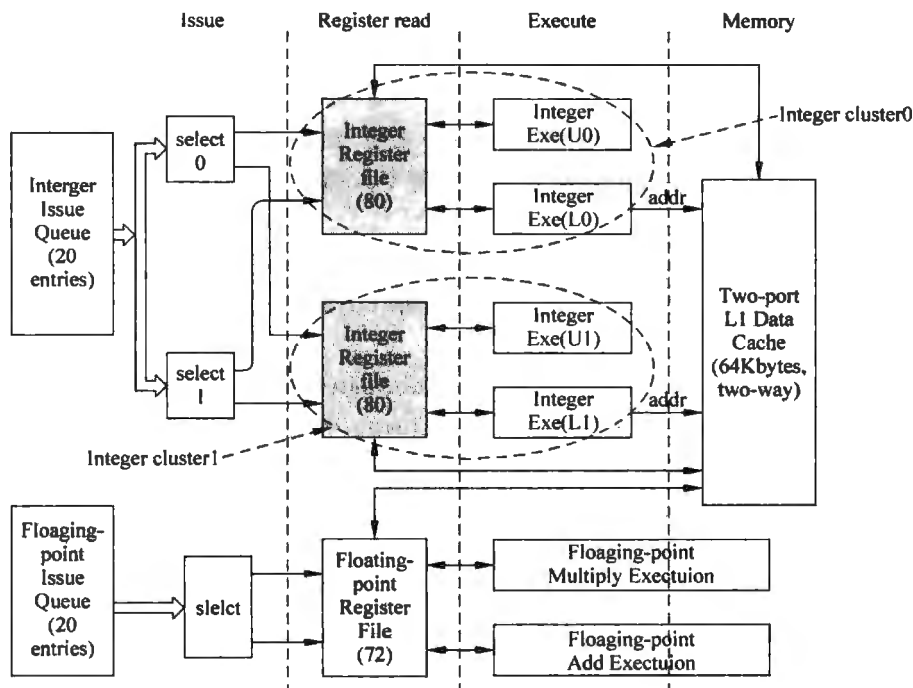 Issue
Register read
Execute
Memory
Interger
Issue
Queue
(20
entries)
select
0
select
1
Integer
Register
file
(80)
Integer
Exe(U0)
Integer
Exe(L0)
addr
Integer cluster0
Integer
Register
file
(80)
Integer
Exe(U1)
Integer
Exe(L1)
addr
Two-port
L1 Data
Cache
(64Kbytes,
two-way)
Integer cluster1
Floaging-
point
Issue
Queue
(20
entries)
slelct
Floating-
point
Register
File
(72)
Floaging-point
Multiply Exectuion
Floaging-point
Add Exectuion